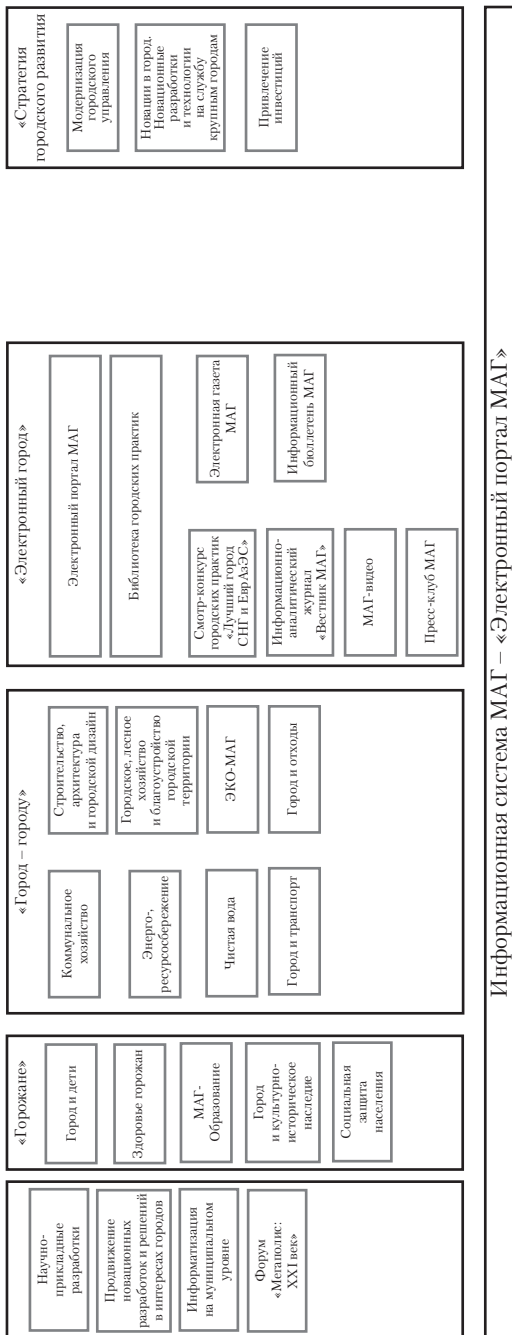 Научно-
прикладные
разработки
Продвижение
новационных
разработок и решений
в интересах городов
Информатизация
на муниципальном
уровне
Форум
«Мегаполис:
XXI век»
«Горожане»
Город и дети
Здоровье горожан
МАГ-
Образование
Город
и культурно-
историческое
наследие
Социальная
защита
населения
«Город – городу»
Коммунальное
хозяйство
Энерго-,
ресурсосбережение
Чистая вода
Город и транспорт
Строительство,
архитектура
и городской дизайн
Городское, лесное
хозяйство
и благоустройство
городской
территории
ЭКО-МАГ
Город и отходы
«Электронный город»
Электронный портал МАГ
Библиотека городских практик
Смотр-конкурс
городских практик
«Лучший город
СНГ и ЕврАзЭС»
Информационно-
аналитический
журнал
«Вестник МАГ»
МАГ-видео
Пресс-клуб МАГ
Электронная газета
МАГ
Информационный
бюллетень МАГ
«Стратегия
городского развития
Модернизация
городского
управления
Новации в город.
Новационные
разработки
и технологии
на службу
крупным городам
Привлечение
инвестиций
Информационная система МАГ – «Электронный портал МАГ»